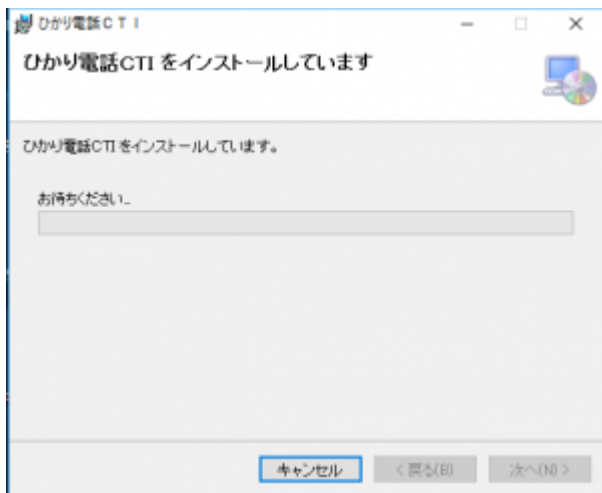 ひかり電話CTI
ひかり電話CTI をインストールしています
ひかり電話CTI をインストールしています。
お待ちください...
キャンセル
< 戻る(B)
次へ(N) >